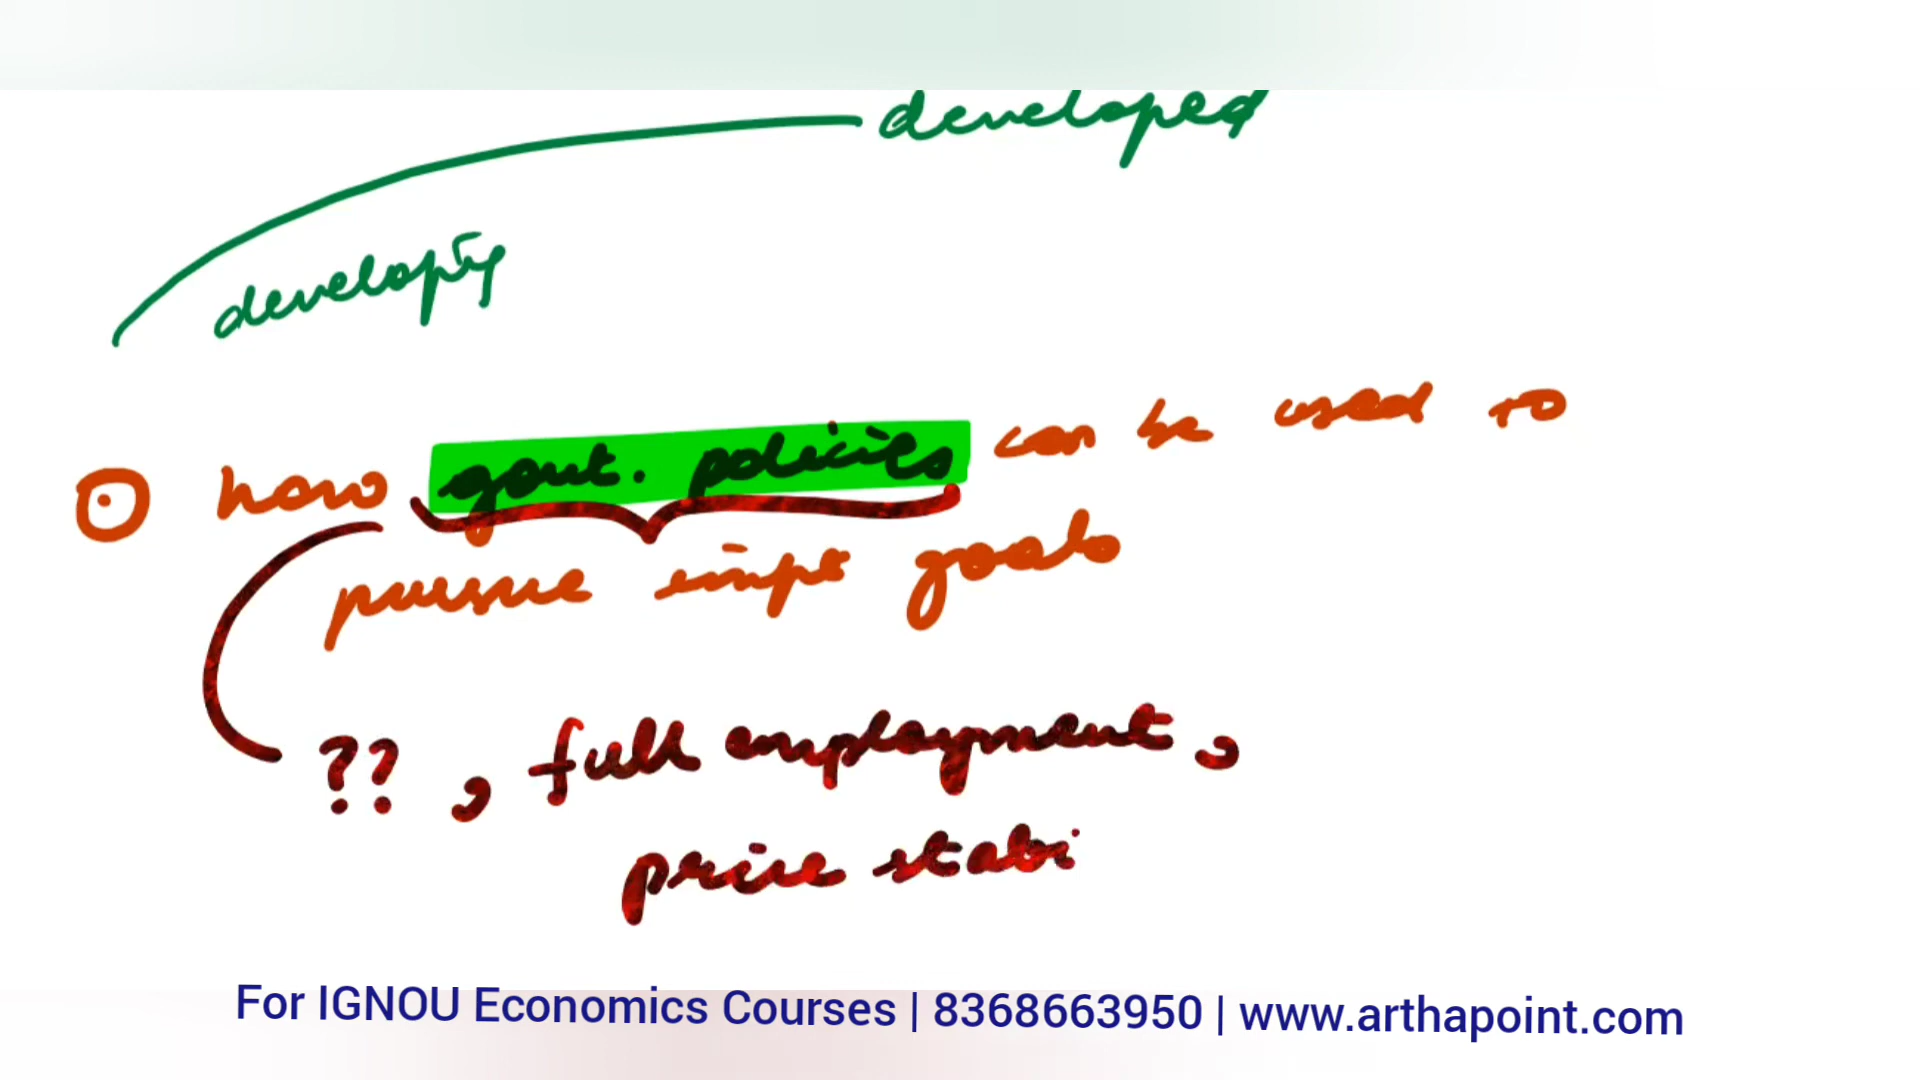 developed
developing
how govt. policies can be used to
pursue impt goals
?? , full employment ,
price stabi
For IGNOU Economics Courses | 8368663950 | www.arthapoint.com